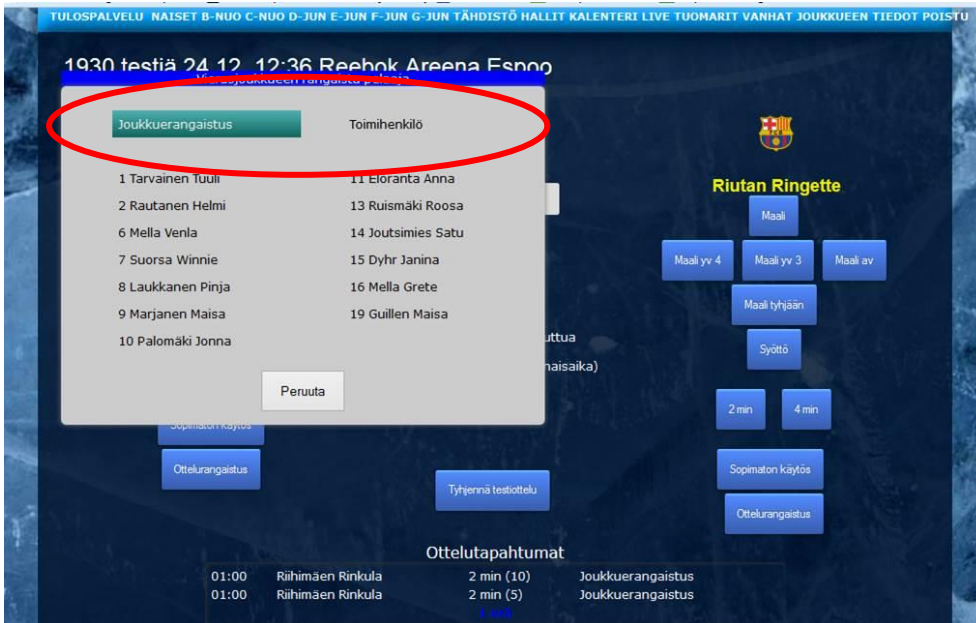 TULOSPALVELU NAISET B-NUO C-NUO D-JUN E-JUN F-JUN G-JUN TÄHDISTÖ HALLIT KALENTERI LIVE TUOMARIT VANHAT JOUKKUEEN TIEDOT POISTU
1930 testiä 24.12. 12:36 Reebok Areena Espoo
Joukkuerangaistus Toimihenkilö
1 Tarvainen Tuuli 11 Eloranta Anna
2 Rautanen Helmi 13 Ruismäki Roosa
6 Mella Venla 14 Joutsimies Satu
7 Suorsa Winnie 15 Dyhr Janina
8 Laukkanen Pinja 16 Mella Grete
9 Marjanen Maisa 19 Guillen Maisa
10 Palomäki Jonna
Peruuta
uttua
naisaika)
Sopimaton käytös
Ottelurangaistus
Tyhjennä testiottelu
Riutan Ringette
Maali
Maali yv 4 Maali yv 3 Maali av
Maali tyhjään
Syöttö
2 min 4 min
Sopimaton käytös
Ottelurangaistus
Ottelutapahtumat
01:00 Riihimäen Rinkula 2 min (10) Joukkuerangaistus
01:00 Riihimäen Rinkula 2 min (5) Joukkuerangaistus